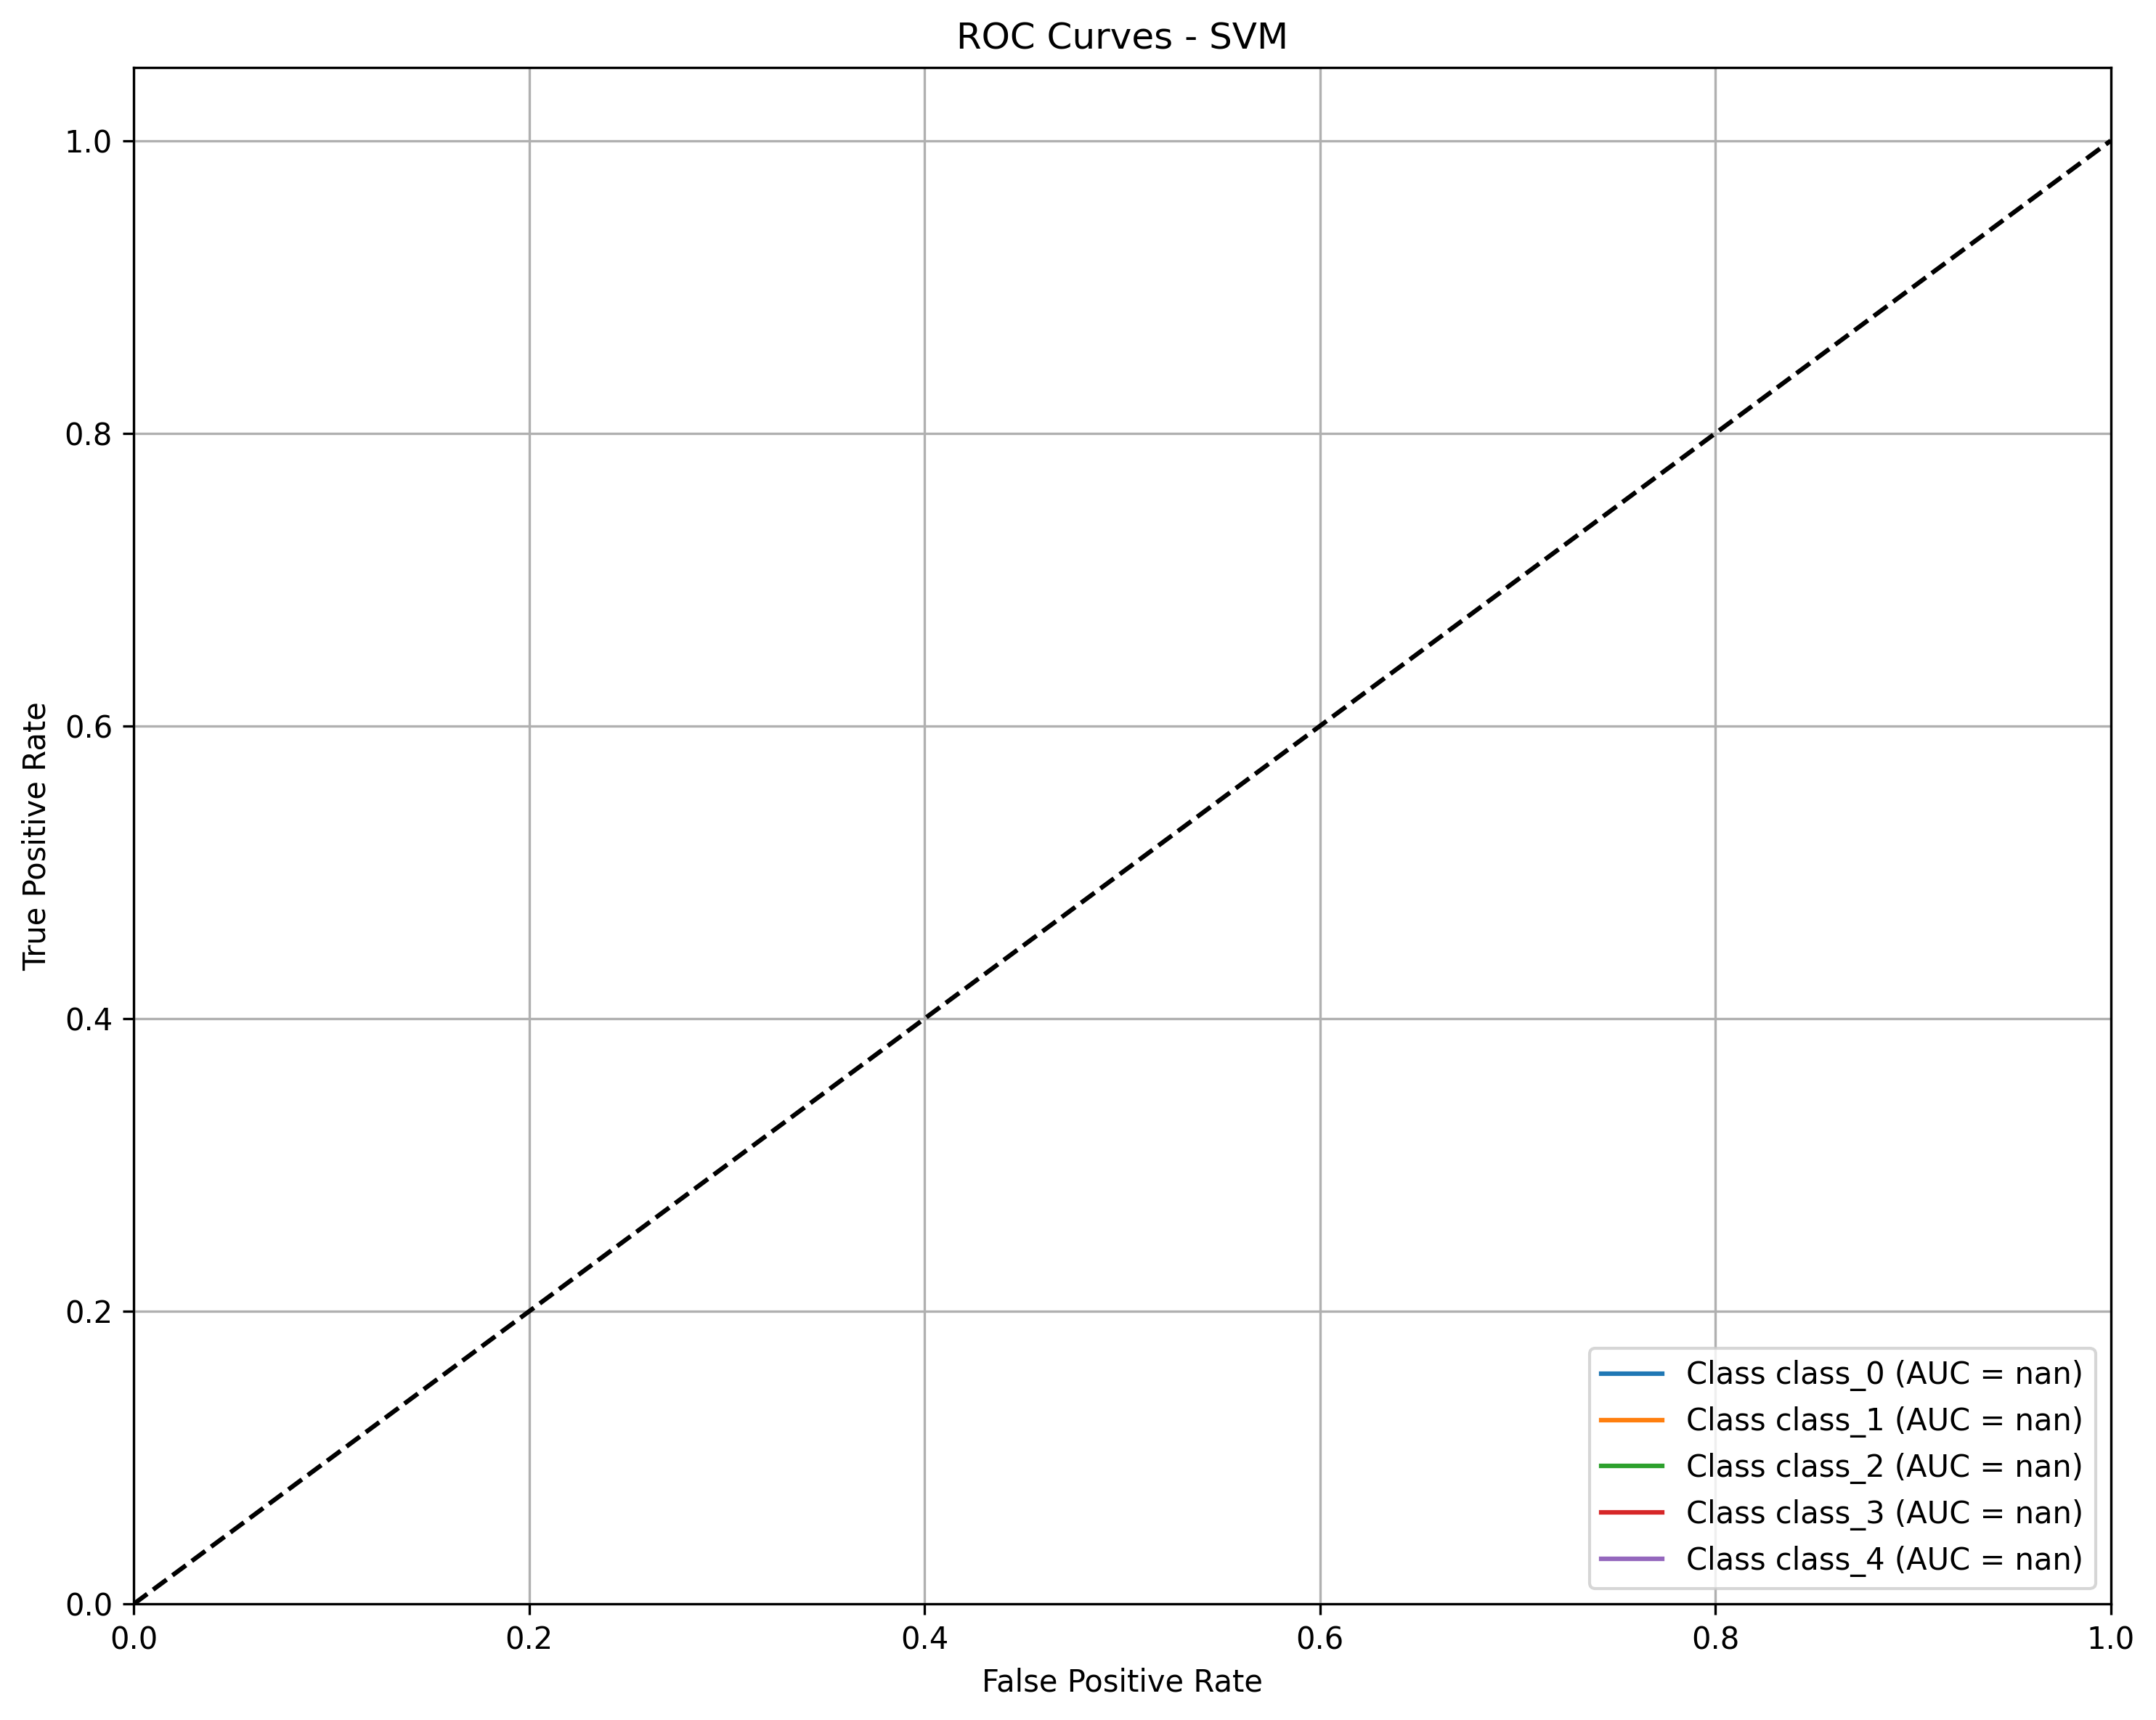 ROC Curves - SVM
1.0
0.8
0.6
0.4
0.2
0.0
True Positive Rate
0.0 0.2 0.4 0.6 0.8 1.0
False Positive Rate
Class class_0 (AUC = nan)
Class class_1 (AUC = nan)
Class class_2 (AUC = nan)
Class class_3 (AUC = nan)
Class class_4 (AUC = nan)